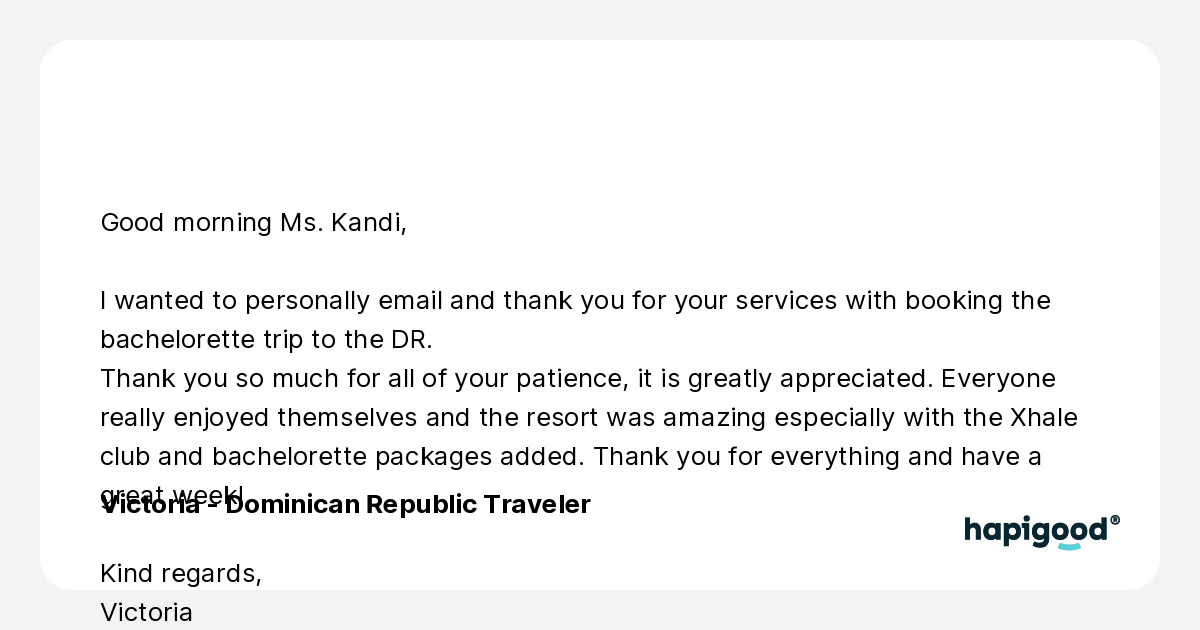 Good morning Ms. Kandi,
I wanted to personally email and thank you for your services with booking the
bachelorette trip to the DR.
Thank you so much for all of your patience, it is greatly appreciated. Everyone
really enjoyed themselves and the resort was amazing especially with the Xhale
club and bachelorette packages added. Thank you for everything and have a
great week!
Victoria - Dominican Republic Traveler
hapigood®
Kind regards,
Victoria